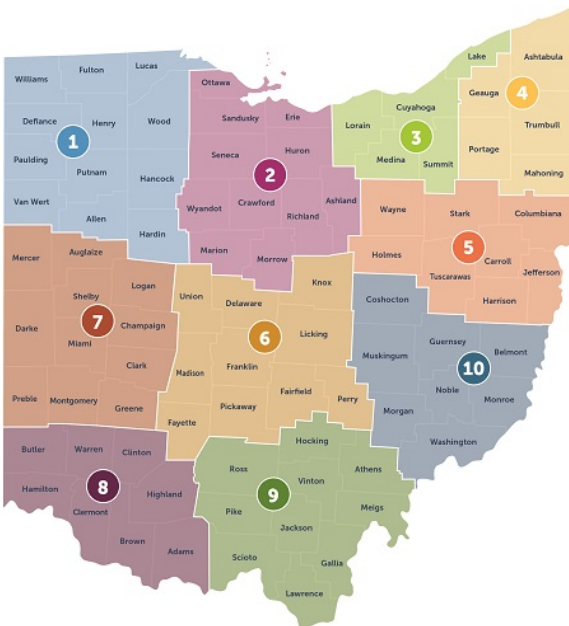 Williams
Fulton
Lucas
Defiance
Henry
Wood
1
Paulding
Putnam
Hancock
Van Wert
Allen
Hardin
Ottawa
Sandusky
Erie
Seneca
Huron
2
Wyandot
Crawford
Richland
Ashland
Marion
Morrow
Lake
Cuyahoga
Lorain
3
Medina
Summit
Ashtabula
Geauga
4
Trumbull
Portage
Mahoning
Wayne
Stark
Columbiana
5
Holmes
Carroll
Tuscarawas
Jefferson
Harrison
Knox
Union
Delaware
Licking
6
Madison
Franklin
Fairfield
Perry
Pickaway
Fayette
Mercer
Auglaize
Logan
Shelby
7
Champaign
Darke
Miami
Clark
Preble
Montgomery
Greene
Butler
Warren
Clinton
8
Hamilton
Highland
Clermont
Brown
Adams
Hocking
Ross
Athens
Vinton
9
Pike
Meigs
Jackson
Scioto
Gallia
Lawrence
Coshocton
Muskingum
Guernsey
Belmont
10
Noble
Monroe
Morgan
Washington